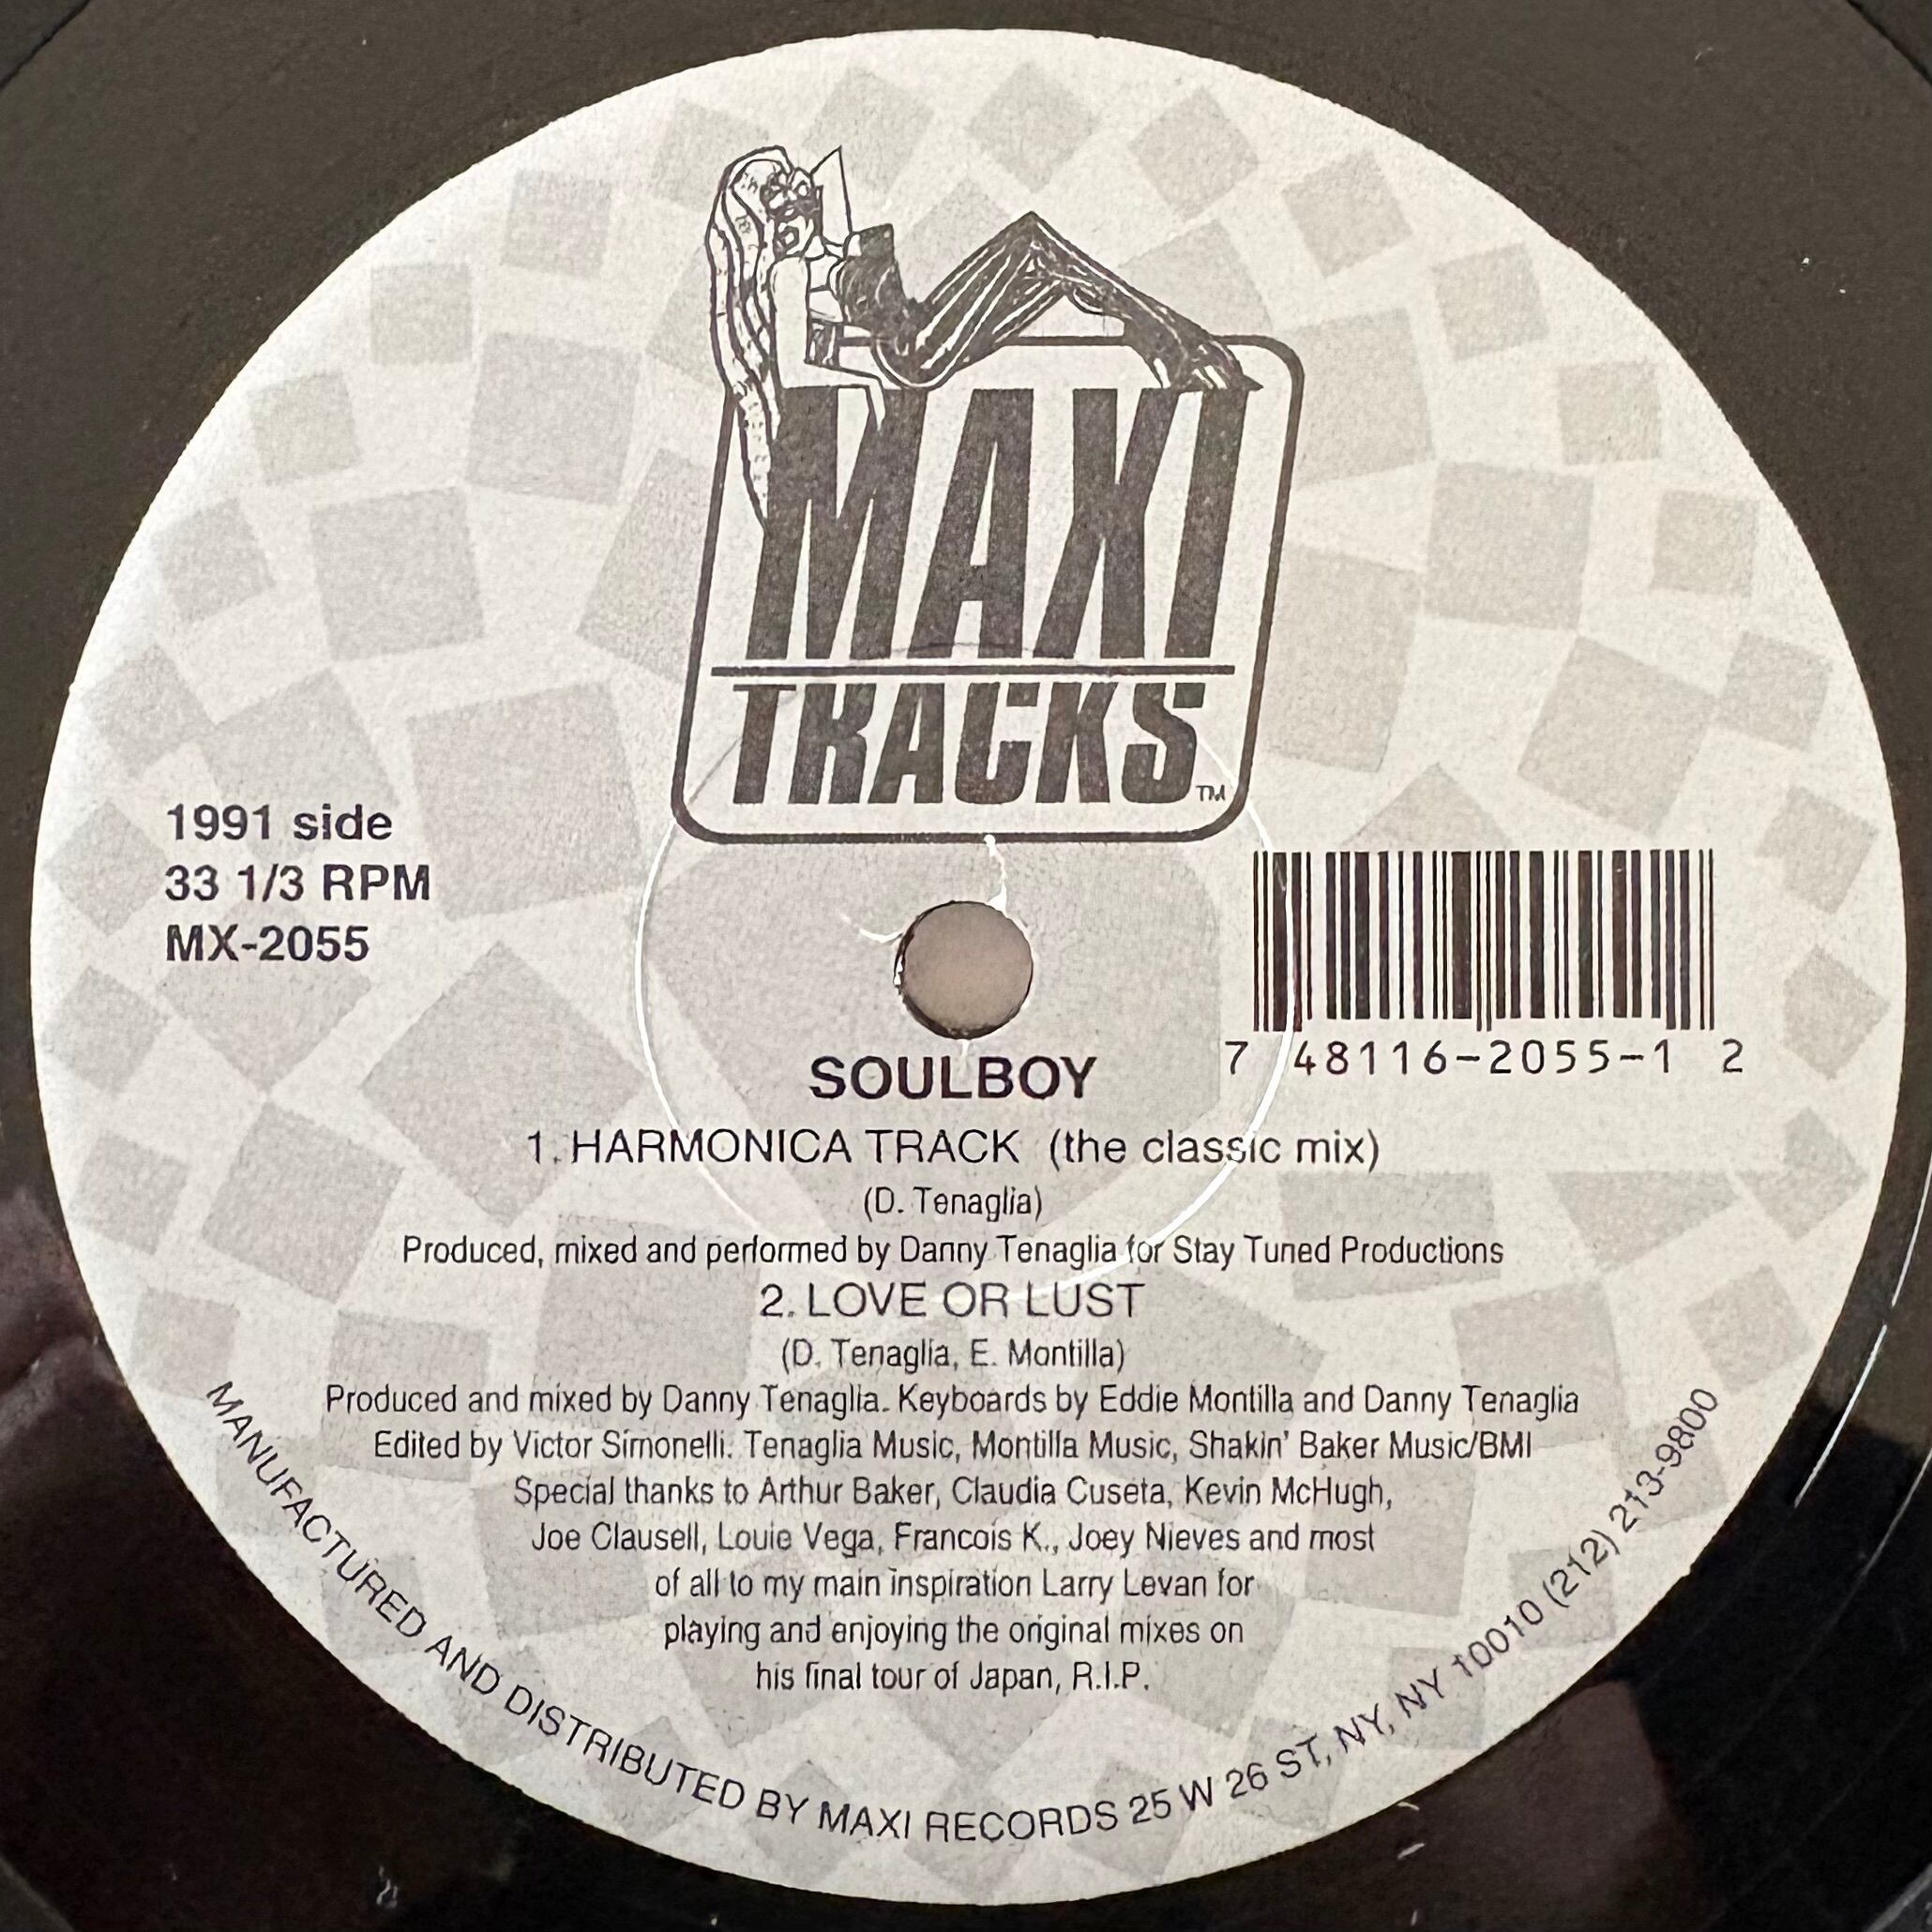 MAXI
TRACKS™
1991 side
33 1/3 RPM
MX-2055
7 48116-2055-1 2
SOULBOY
1. HARMONICA TRACK (the classic mix)
(D. Tenaglia)
Produced, mixed and performed by Danny Tenaglia for Stay Tuned Productions
2. LOVE OR LUST
(D. Tenaglia, E. Montilla)
Produced and mixed by Danny Tenaglia. Keyboards by Eddie Montilla and Danny Tenaglia
Edited by Victor Simonelli. Tenaglia Music, Montilla Music, Shakin' Baker Music/BMI
Special thanks to Arthur Baker, Claudia Cuseta, Kevin McHugh,
Joe Clausell, Louie Vega, Francois K., Joey Nieves and most
of all to my main inspiration Larry Levan for
playing and enjoying the original mixes on
his final tour of Japan, R.I.P.
MANUFACTURED AND DISTRIBUTED BY MAXI RECORDS 25 W 26 ST, NY, NY 10010 (212) 213-9800